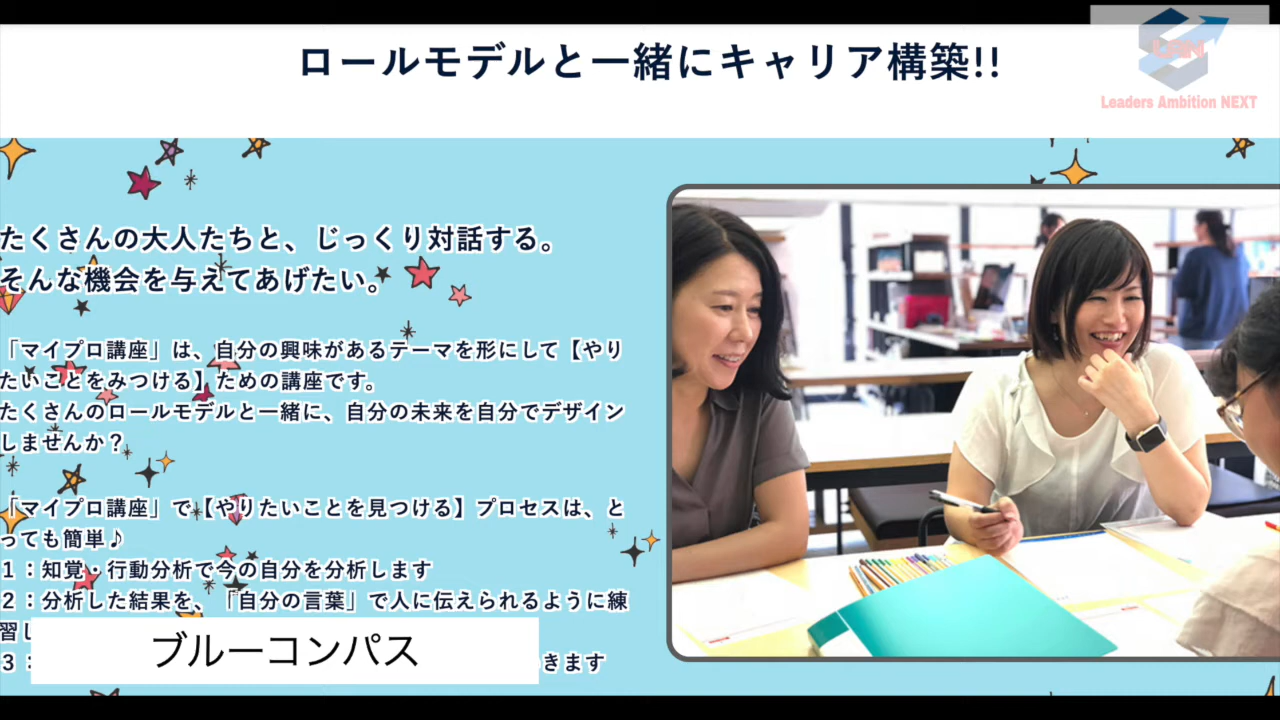 ロールモデルと一緒にキャリア構築!!
LAN
Leaders Ambition NEXT
たくさんの大人たちと、じっくり対話する。
そんな機会を与えてあげたい。
「マイプロ講座」は、自分の興味があるテーマを形にして【やり
たいことをみつける】ための講座です。
たくさんのロールモデルと一緒に、自分の未来を自分でデザイン
しませんか？
「マイプロ講座」で【やりたいことを見つける】プロセスは、と
っても簡単♪
１：知覚・行動分析で今の自分を分析します
２：分析した結果を、「自分の言葉」で人に伝えられるように練
習し
３：
きます
ブルーコンパス